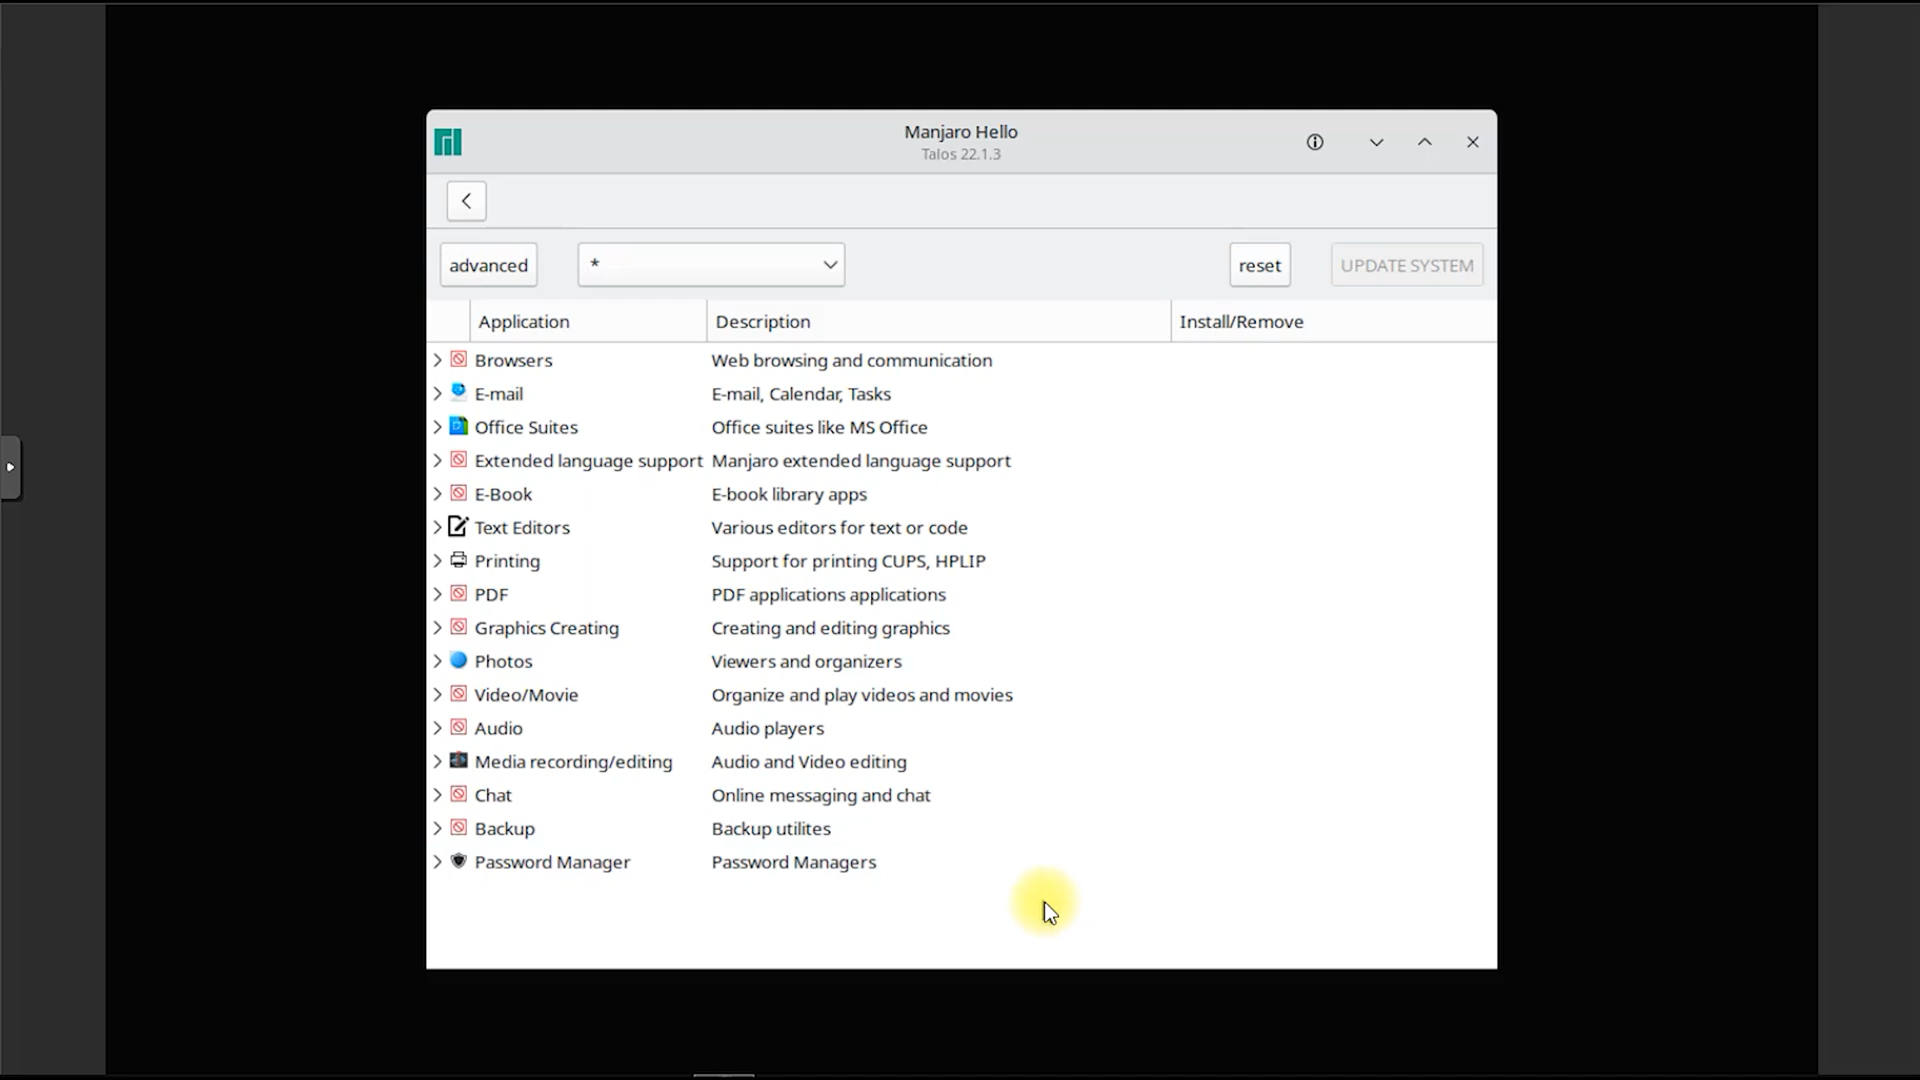 Manjaro Hello
Talos 22.1.3
advanced * reset UPDATE SYSTEM
Application Description Install/Remove
Browsers Web browsing and communication
E-mail E-mail, Calendar, Tasks
Office Suites Office suites like MS Office
Extended language support Manjaro extended language support
E-Book E-book library apps
Text Editors Various editors for text or code
Printing Support for printing CUPS, HPLIP
PDF PDF applications applications
Graphics Creating Creating and editing graphics
Photos Viewers and organizers
Video/Movie Organize and play videos and movies
Audio Audio players
Media recording/editing Audio and Video editing
Chat Online messaging and chat
Backup Backup utilites
Password Manager Password Managers